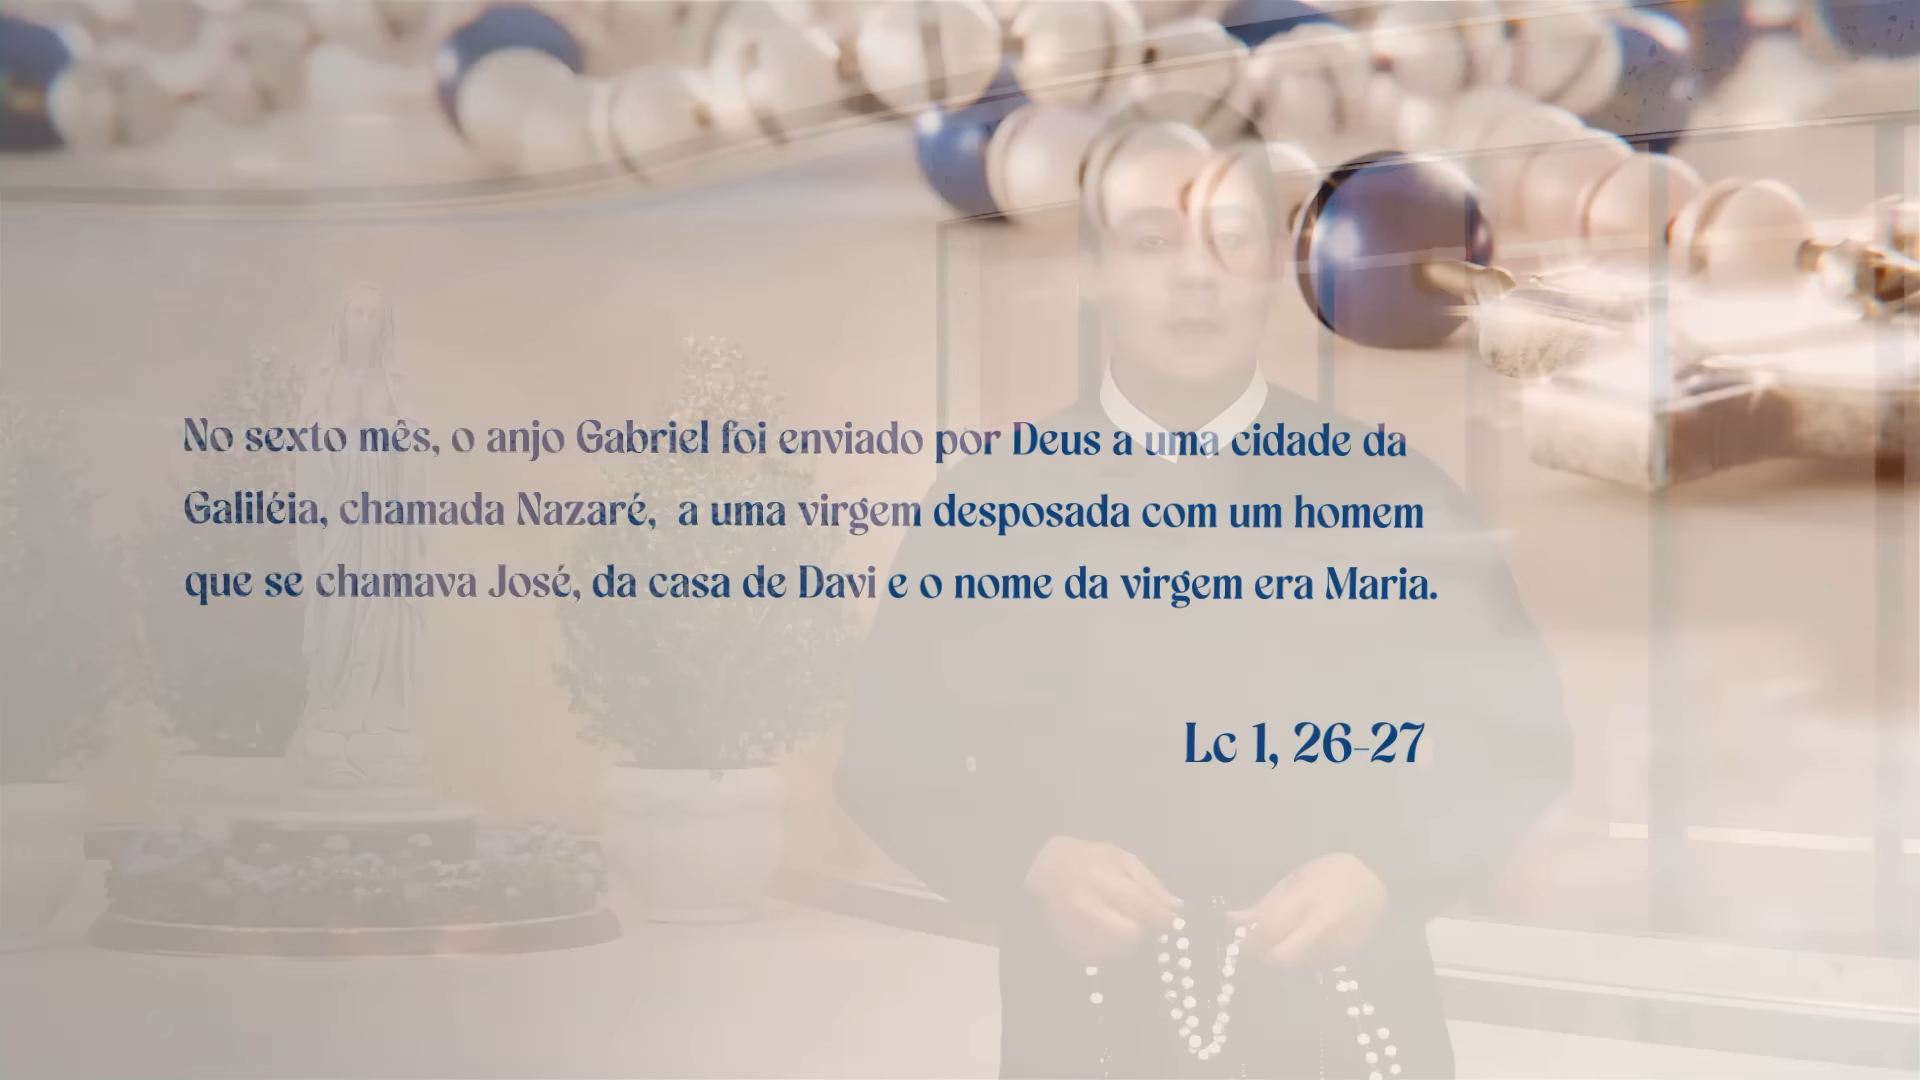 No sexto mês, o anjo Gabriel foi enviado por Deus a uma cidade da
Galiléia, chamada Nazaré, a uma virgem desposada com um homem
que se chamava José, da casa de Davi e o nome da virgem era Maria.
Lc 1, 26-27